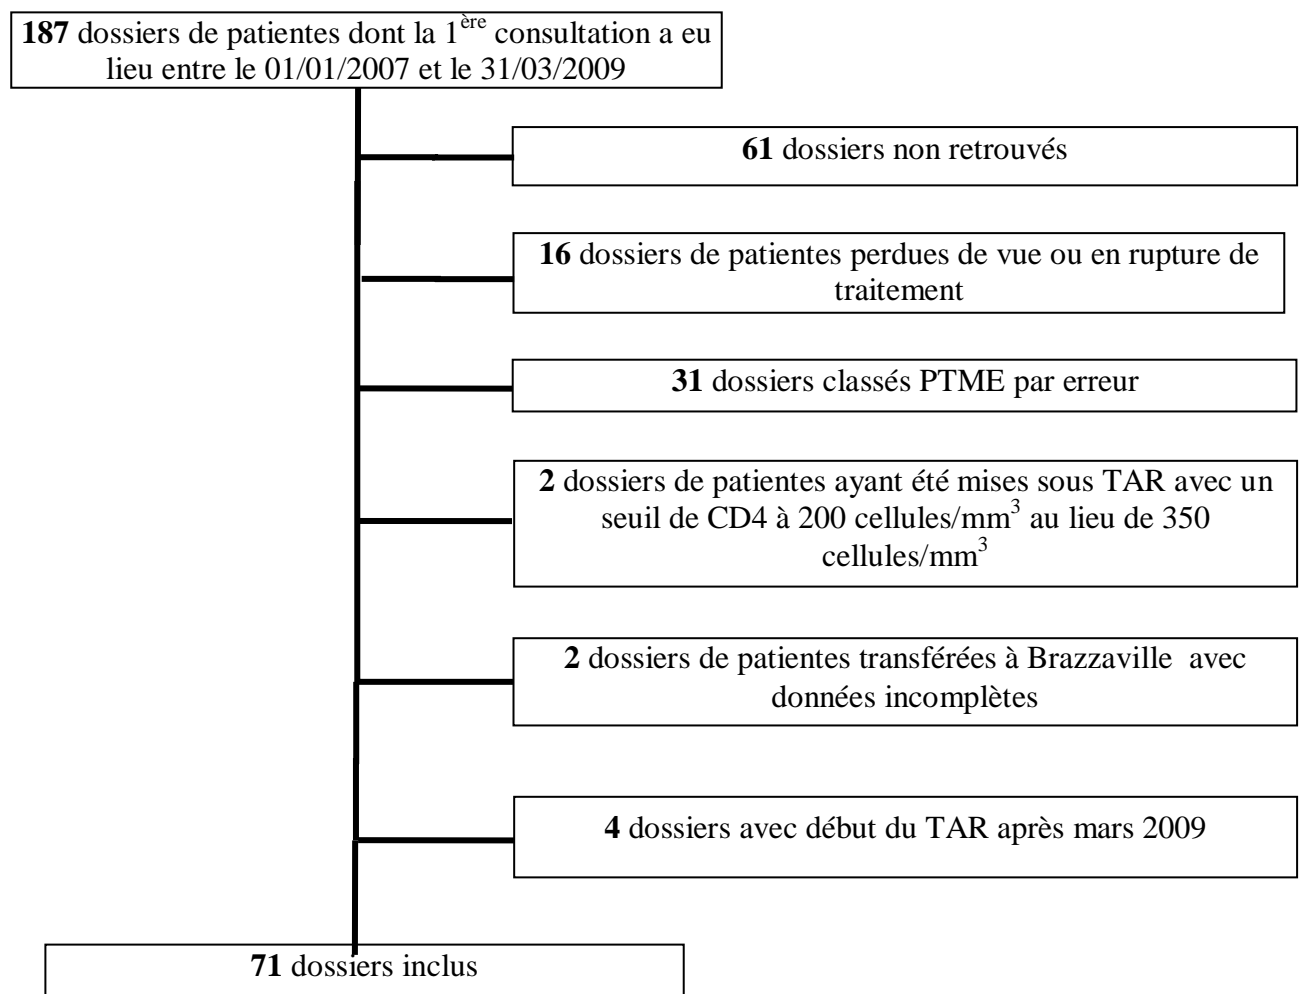 187 dossiers de patientes dont la 1ère consultation a eu
lieu entre le 01/01/2007 et le 31/03/2009
61 dossiers non retrouvés
16 dossiers de patientes perdues de vue ou en rupture de
traitement
31 dossiers classés PTME par erreur
2 dossiers de patientes ayant été mises sous TAR avec un
seuil de CD4 à 200 cellules/mm³ au lieu de 350
cellules/mm³
2 dossiers de patientes transférées à Brazzaville avec
données incomplètes
4 dossiers avec début du TAR après mars 2009
71 dossiers inclus